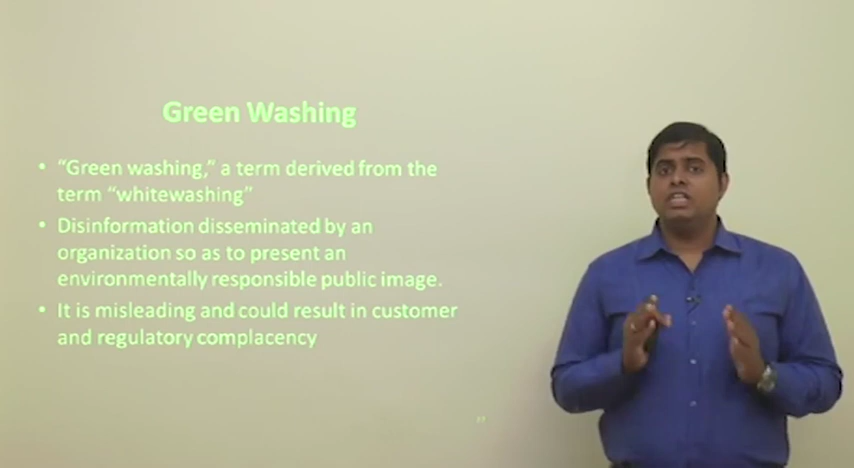 Green Washing
• “Green washing,“ a term derived from the
term “whitewashing”
• Disinformation disseminated by an
organization so as to present an
environmentally responsible public image.
• It is misleading and could result in customer
and regulatory complacency